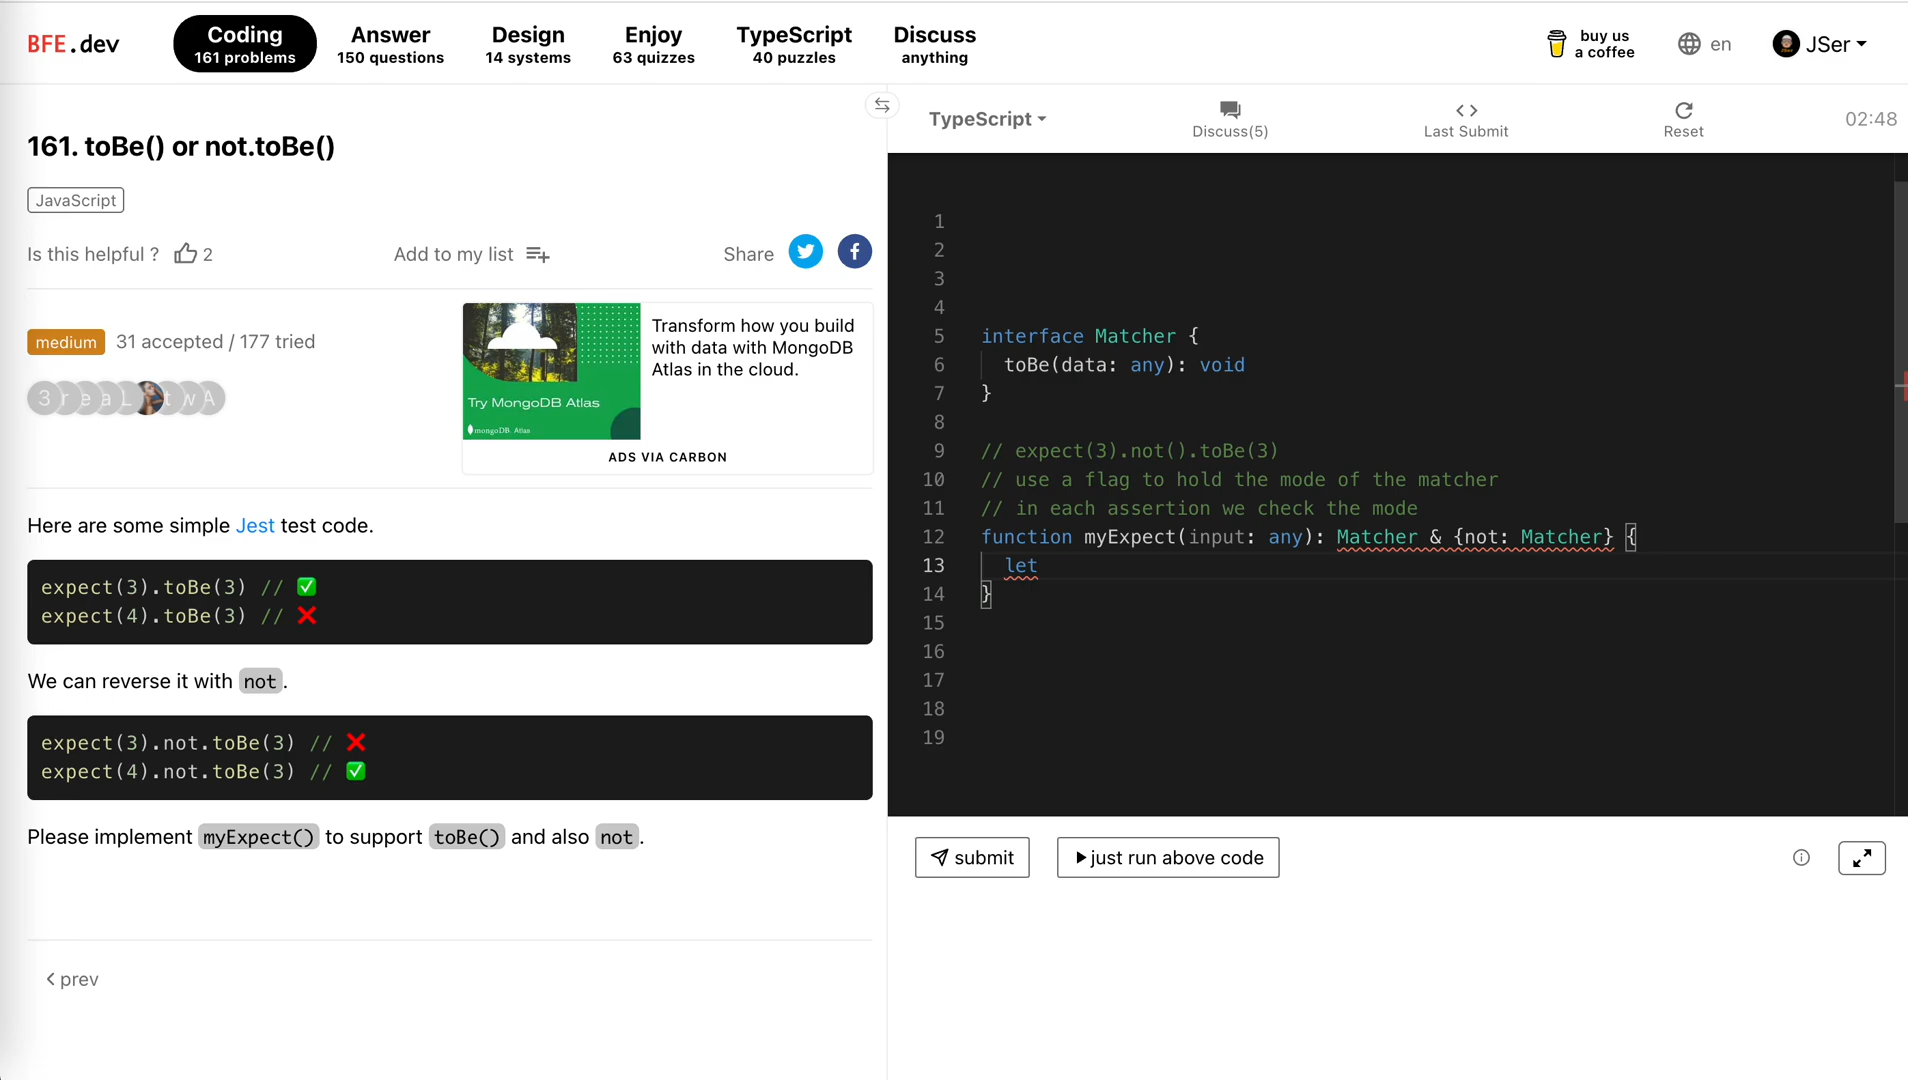 BFE.dev
Coding
161 problems
Answer
150 questions
Design
14 systems
Enjoy
63 quizzes
TypeScript
40 puzzles
Discuss
anything
buy us
a coffee
en
JSer
161. toBe() or not.toBe()
JavaScript
Is this helpful ? 2
Add to my list
Share
medium
31 accepted / 177 tried
3 r e a L t w A
Try MongoDB Atlas
mongoDB. Atlas
Transform how you build
with data with MongoDB
Atlas in the cloud.
ADS VIA CARBON
Here are some simple Jest test code.
expect(3).toBe(3) // ✅
expect(4).toBe(3) // ❌
We can reverse it with not.
expect(3).not.toBe(3) // ❌
expect(4).not.toBe(3) // ✅
Please implement myExpect() to support toBe() and also not.
prev
TypeScript
Discuss(5)
Last Submit
Reset
02:48
1
2
3
4
5 interface Matcher {
6 toBe(data: any): void
7 }
8
9 // expect(3).not().toBe(3)
10 // use a flag to hold the mode of the matcher
11 // in each assertion we check the mode
12 function myExpect(input: any): Matcher & {not: Matcher} {
13 let
14 }
15
16
17
18
19
submit
just run above code